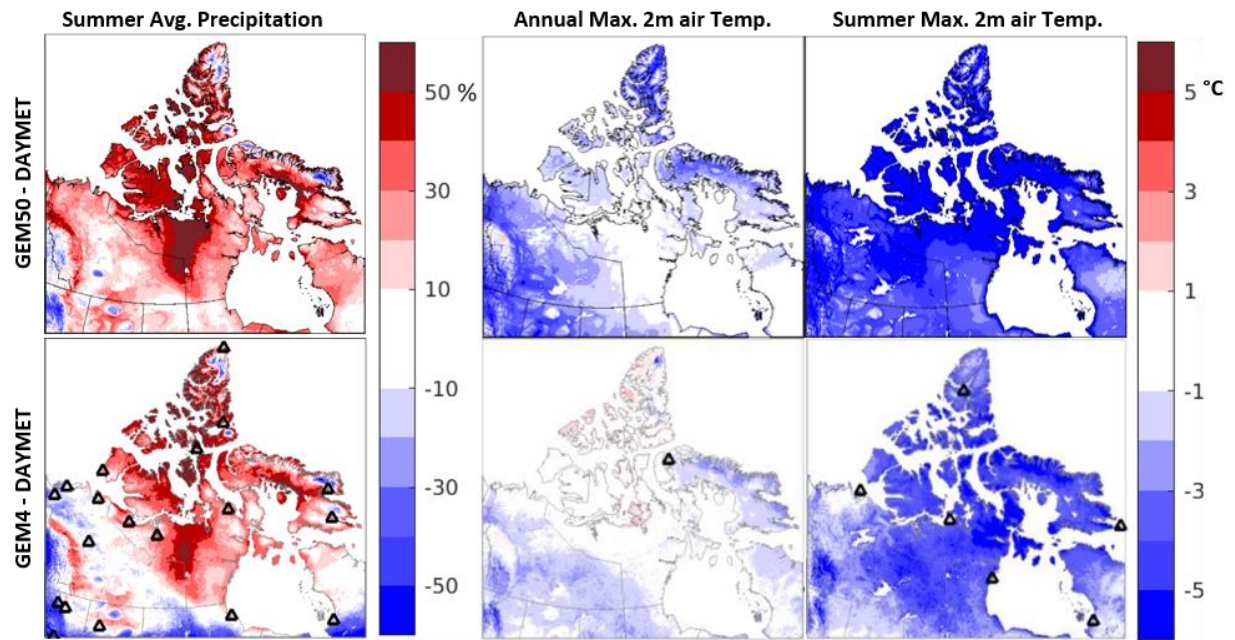 Summer Avg. Precipitation
Annual Max. 2m air Temp.
Summer Max. 2m air Temp.
GEM50 - DAYMET
50 %
30
10
-10
-30
-50
5 °C
3
1
-1
-3
-5
GEM4 - DAYMET